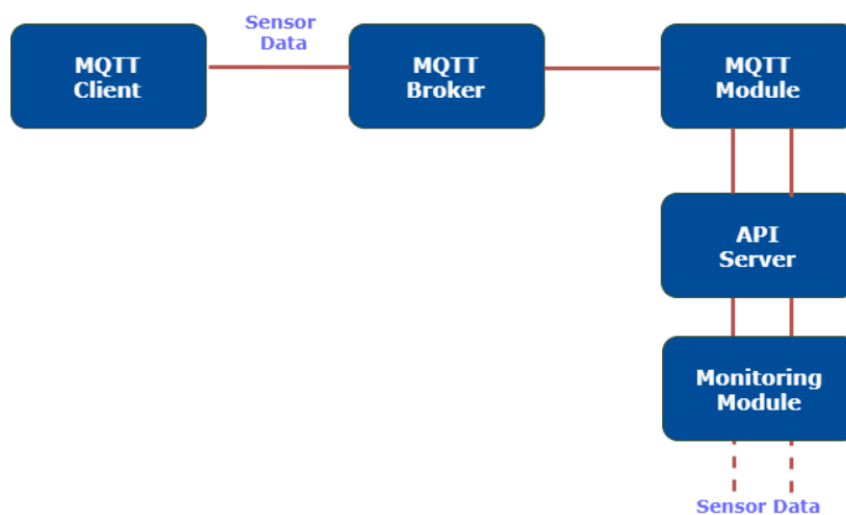 Sensor
Data
MQTT
Client
MQTT
Broker
MQTT
Module
API
Server
Monitoring
Module
Sensor Data